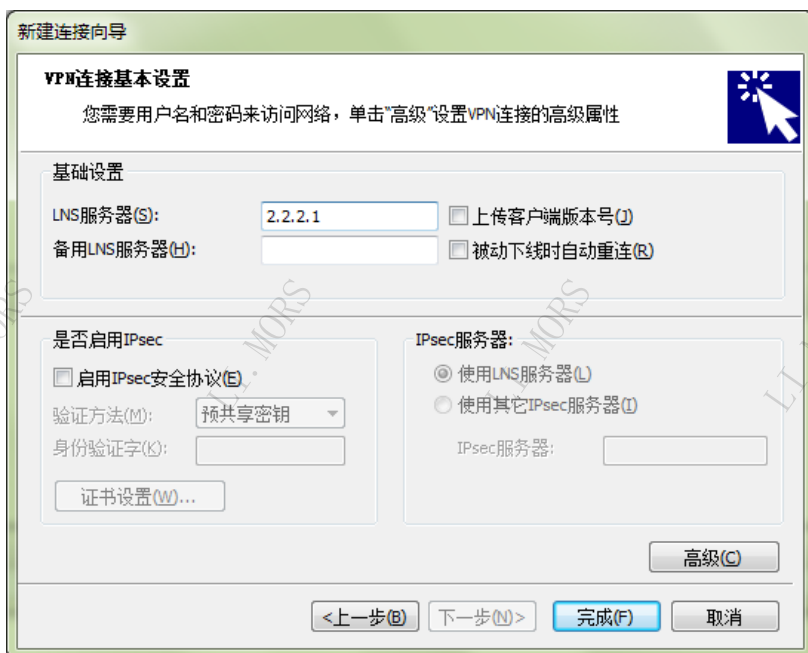 新建连接向导
VPN连接基本设置
您需要用户名和密码来访问网络，单击"高级"设置VPN连接的高级属性
基础设置
LNS服务器(S): 2.2.2.1 上传客户端版本号(J)
备用LNS服务器(H): 被动下线时自动重连(R)
是否启用IPsec
启用IPsec安全协议(E)
验证方法(M): 预共享密钥
身份验证字(K):
证书设置(W)...
IPsec服务器:
使用LNS服务器(L)
使用其它IPsec服务器(I)
IPsec服务器:
高级(C)
<上一步(B) 下一步(N)> 完成(F) 取消
LI. MORS